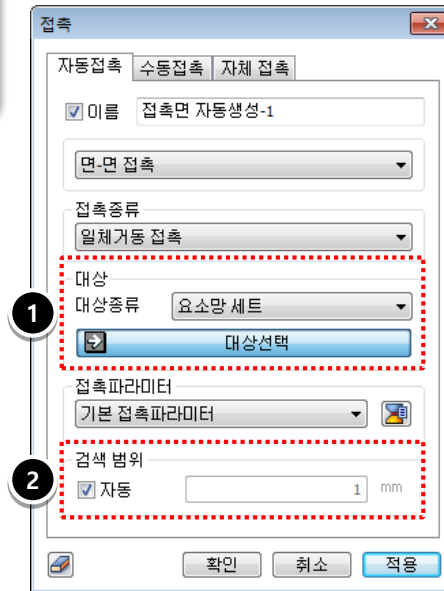 접촉
자동접촉 수동접촉 자체 접촉
이름 접촉면 자동생성-1
면-면 접촉
접촉종류
일체거동 접촉
대상
1 대상종류 요소망 세트
대상선택
접촉파라미터
기본 접촉파라미터
검색 범위
2 자동 1 mm
확인 취소 적용